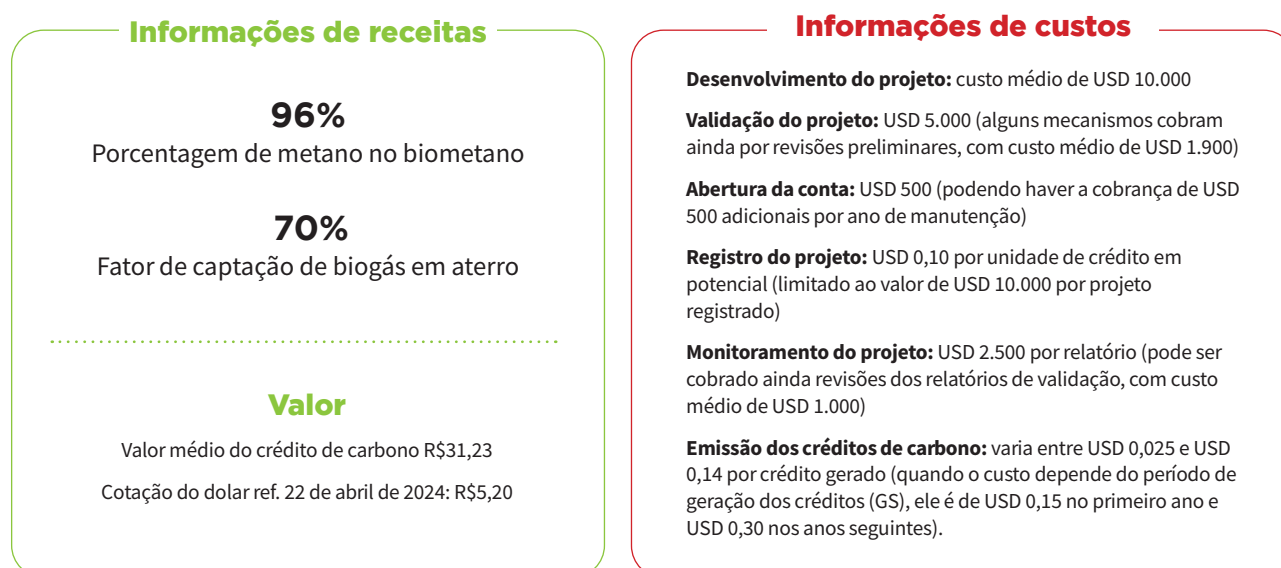 Informações de receitas
96%
Porcentagem de metano no biometano
70%
Fator de captação de biogás em aterro
Valor
Valor médio do crédito de carbono R$31,23
Cotação do dolar ref. 22 de abril de 2024: R$5,20
Informações de custos
Desenvolvimento do projeto: custo médio de USD 10.000
Validação do projeto: USD 5.000 (alguns mecanismos cobram
ainda por revisões preliminares, com custo médio de USD 1.900)
Abertura da conta: USD 500 (podendo haver a cobrança de USD
500 adicionais por ano de manutenção)
Registro do projeto: USD 0,10 por unidade de crédito em
potencial (limitado ao valor de USD 10.000 por projeto
registrado)
Monitoramento do projeto: USD 2.500 por relatório (pode ser
cobrado ainda revisões dos relatórios de validação, com custo
médio de USD 1.000)
Emissão dos créditos de carbono: varia entre USD 0,025 e USD
0,14 por crédito gerado (quando o custo depende do período de
geração dos créditos (GS), ele é de USD 0,15 no primeiro ano e
USD 0,30 nos anos seguintes).